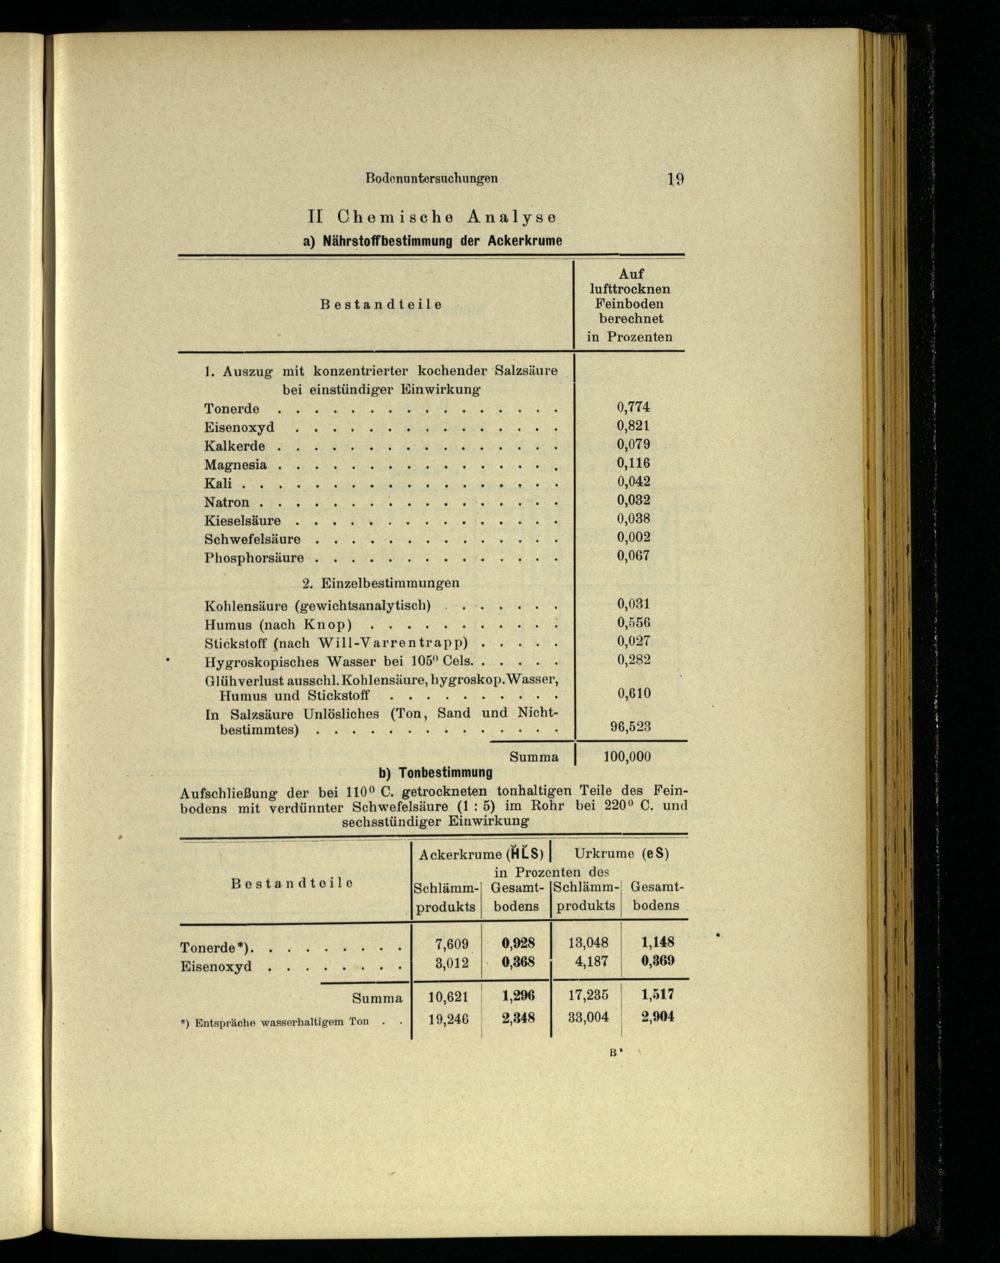 Bodenuntersuchungen 19
II Chemische Analyse
a) Nährstoffbestimmung der Ackerkrume
Bestandteile
Auf
lufttrocknen
Feinboden
berechnet
in Prozenten
1. Auszug mit konzentrierter kochender Salzsäure
bei einstündiger Einwirkung
Tonerde . . . . . . . . . . . . . . . . 0,774
Eisenoxyd . . . . . . . . . . . . . . . 0,821
Kalkerde . . . . . . . . . . . . . . . . 0,079
Magnesia . . . . . . . . . . . . . . . . 0,116
Kali . . . . . . . . . . . . . . . . . . 0,042
Natron . . . . . . . . . . . . . . . . . 0,032
Kieselsäure . . . . . . . . . . . . . . . 0,038
Schwefelsäure . . . . . . . . . . . . . . 0,002
Phosphorsäure . . . . . . . . . . . . . . 0,067
2. Einzelbestimmungen
Kohlensäure (gewichtsanalytisch) . . . . . . . 0,031
Humus (nach Knop) . . . . . . . . . . . 0,556
Stickstoff (nach Will-Varrentrapp) . . . . . 0,027
Hygroskopisches Wasser bei 105⁰ Cels. . . . . . 0,282
Glühverlust ausschl. Kohlensäure, hygroskop. Wasser,
Humus und Stickstoff . . . . . . . . . . 0,610
In Salzsäure Unlösliches (Ton, Sand und Nicht-
bestimmtes) . . . . . . . . . . . . . . 96,523
Summa 100,000
b) Tonbestimmung
Aufschließung der bei 110⁰ C. getrockneten tonhaltigen Teile des Fein-
bodens mit verdünnter Schwefelsäure (1 : 5) im Rohr bei 220⁰ C. und
sechsstündiger Einwirkung
Bestandteile
Ackerkrume (H̆L̆S) Urkrume (eS)
in Prozenten des
Schlämm- Gesamt- Schlämm- Gesamt-
produkts bodens produkts bodens
Tonerde*) . . . . . . . . . 7,609 0,928 13,048 1,148
Eisenoxyd . . . . . . . . 3,012 0,368 4,187 0,369
Summa 10,621 1,296 17,235 1,517
*) Entspräche wasserhaltigem Ton . . 19,246 2,348 33,004 2,904
B*